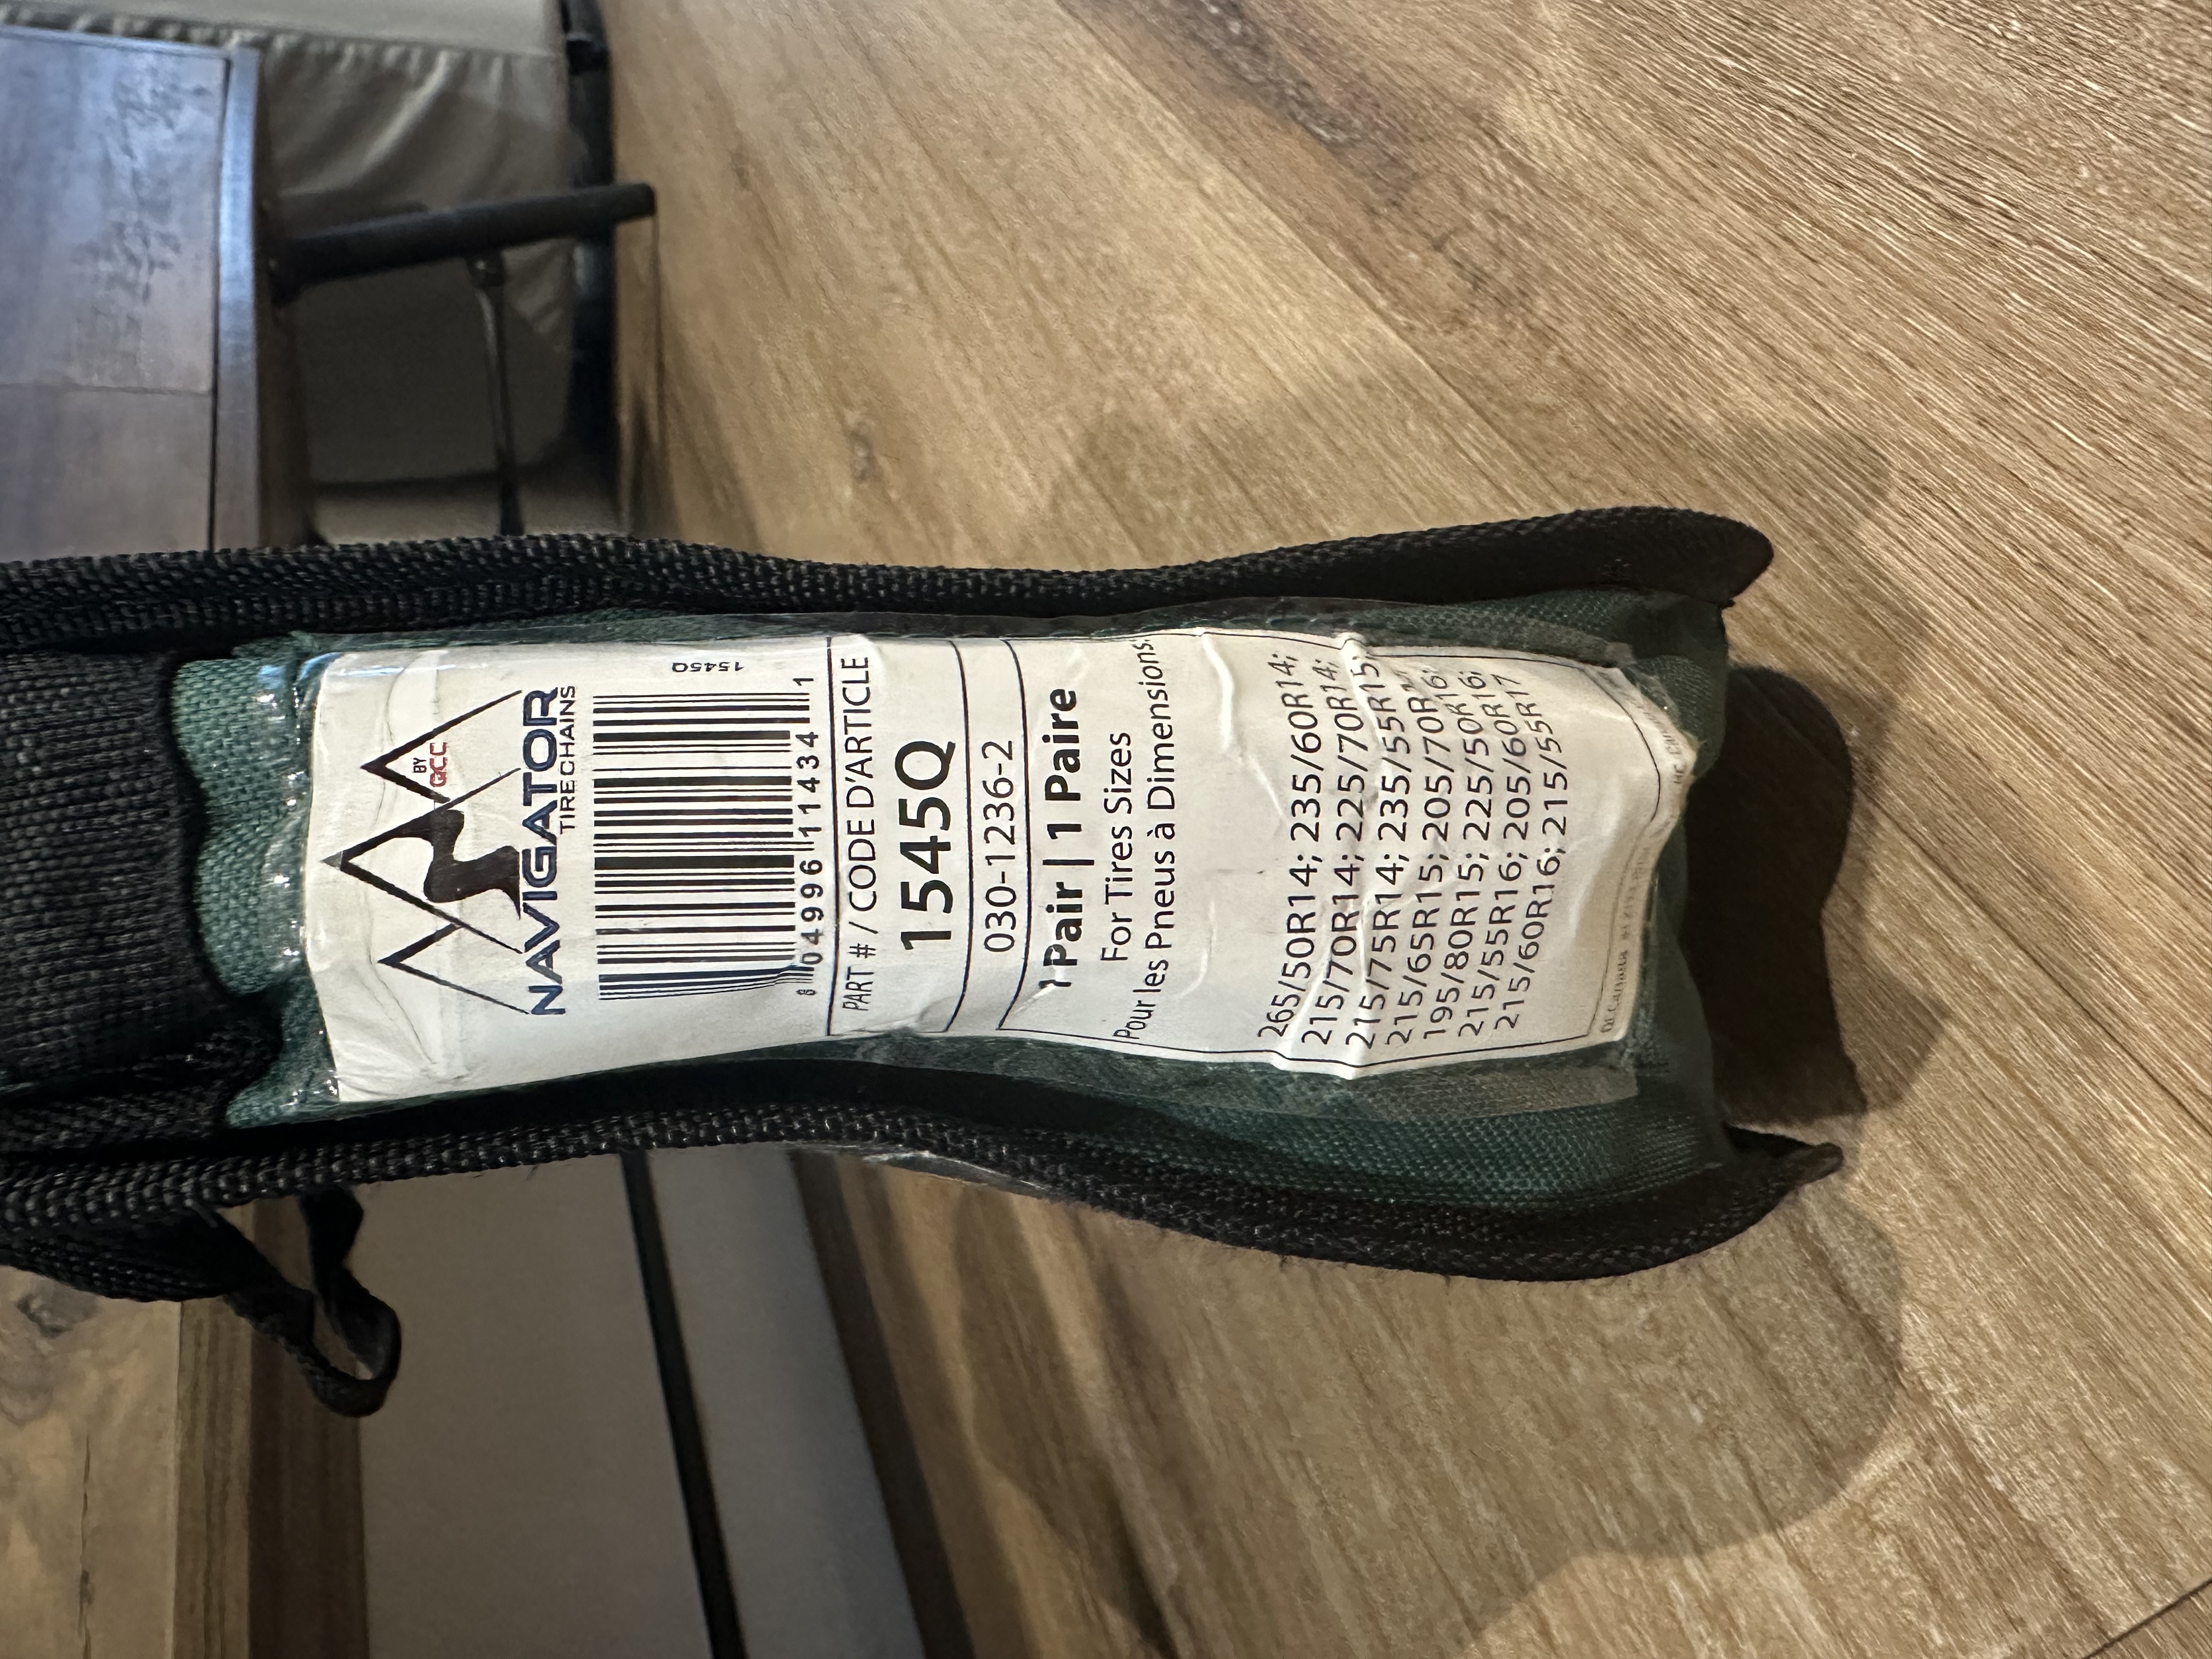 BY
QCC
NAVIGATOR
TIRE CHAINS
1545Q
8 04996 11434 1
PART # / CODE D'ARTICLE
1545Q
030-1236-2
1 Pair | 1 Paire
For Tires Sizes
Pour les Pneus à Dimensions:
265/50R14; 235/60R14;
215/70R14; 225/70R14;
215/75R14; 235/55R15;
215/65R15; 205/70R16;
195/80R15; 225/50R16;
215/55R16; 205/60R16;
215/60R16; 215/55R17